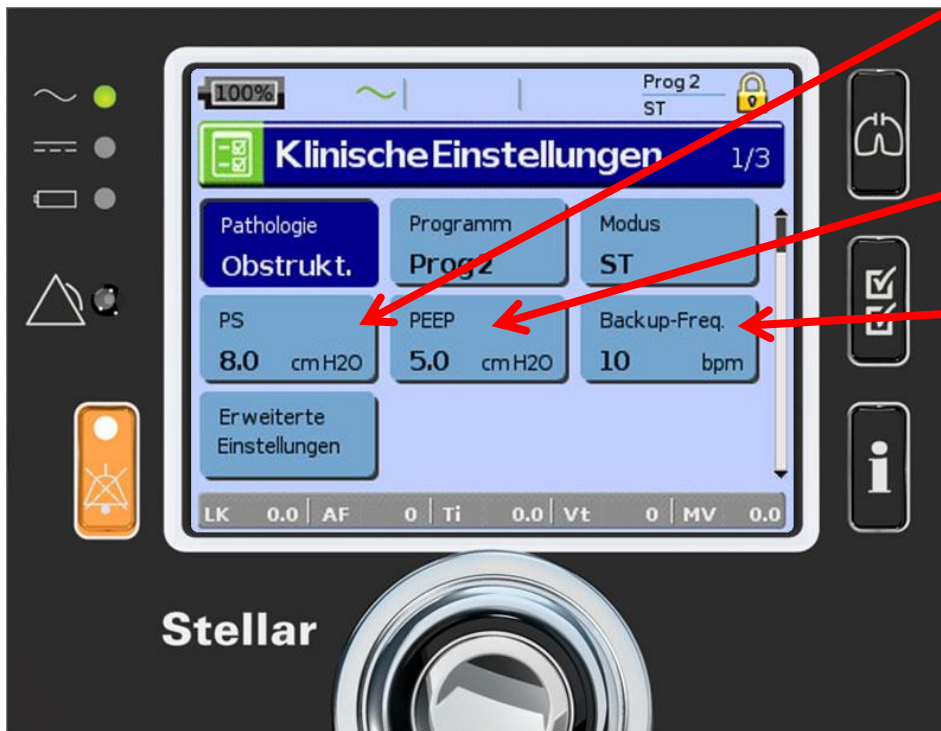 100%
Prog 2
ST
Klinische Einstellungen 1/3
Pathologie
Obstrukt.
Programm
Prog2
Modus
ST
PS
8.0 cmH2O
PEEP
5.0 cmH2O
Backup-Freq.
10 bpm
Erweiterte
Einstellungen
LK 0.0 AF 0 Ti 0.0 Vt 0 MV 0.0
Stellar